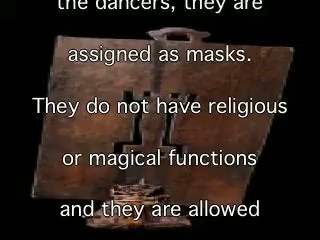 the dancers, they are
assigned as masks.
They do not have religious
or magical functions
and they are allowed